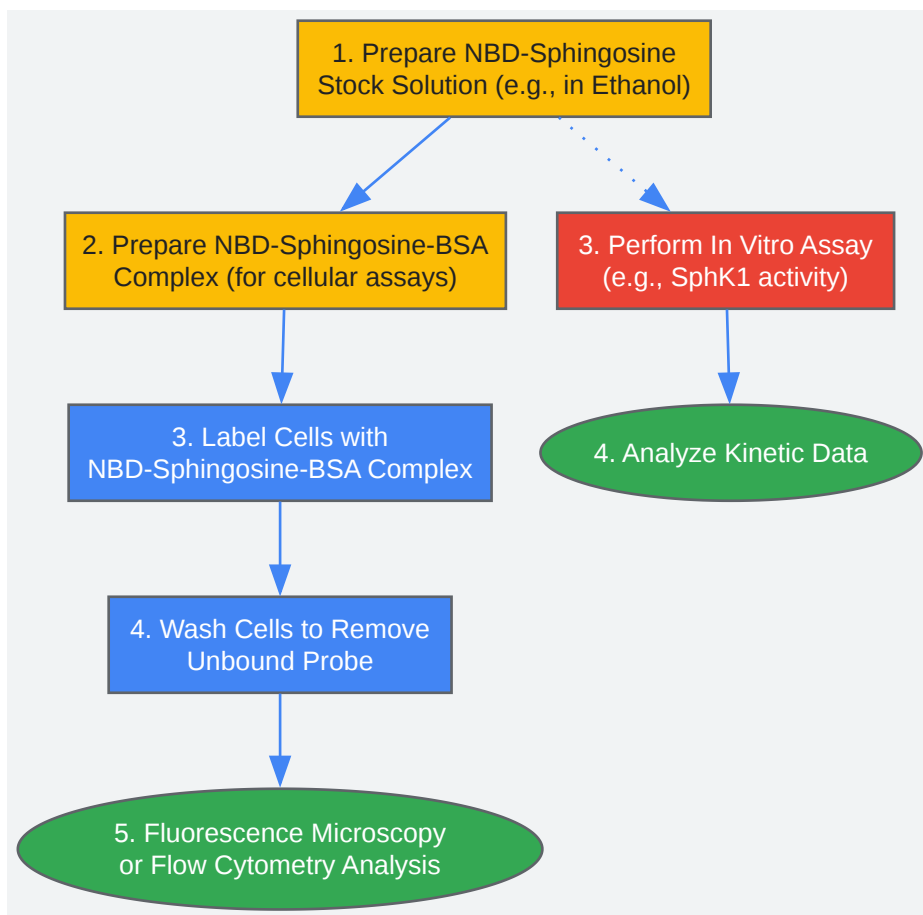 1. Prepare NBD-Sphingosine
Stock Solution (e.g., in Ethanol)
2. Prepare NBD-Sphingosine-BSA
Complex (for cellular assays)
3. Perform In Vitro Assay
(e.g., SphK1 activity)
3. Label Cells with
NBD-Sphingosine-BSA Complex
4. Analyze Kinetic Data
4. Wash Cells to Remove
Unbound Probe
5. Fluorescence Microscopy
or Flow Cytometry Analysis